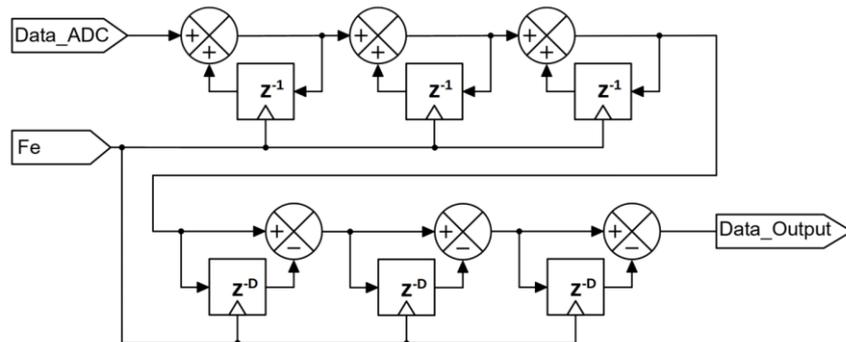 Data_ADC
+
+
+
+
+
+
z-1
z-1
z-1
Fe
+
−
+
−
+
−
Data_Output
z-D
z-D
z-D